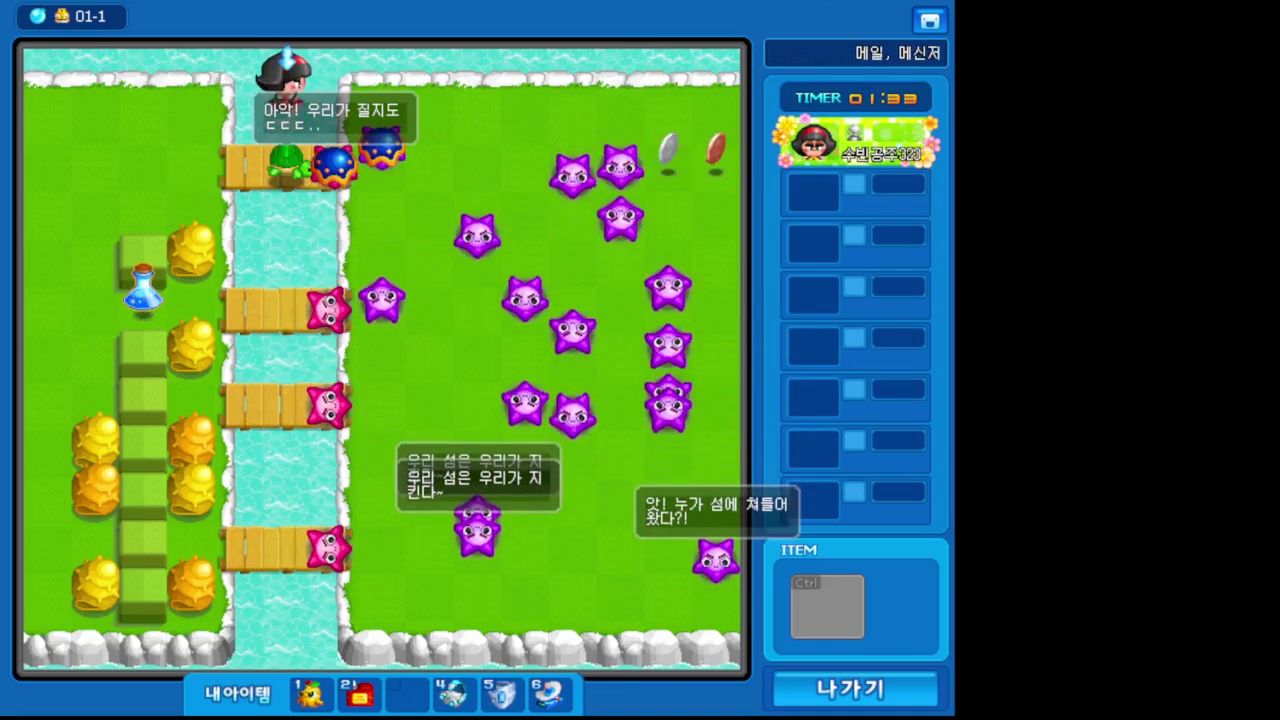 01-1
메일, 메신저
TIMER 01:33
수빈공주323
아악! 우리가 질지도
ㄷㄷㄷ..
우리 섬은 우리가 지
우리 섬은 우리가 지
킨다~
앗! 누가 섬에 쳐들어
왔다?!
ITEM
Ctrl
내아이템
1
2
4
5
6
나가기